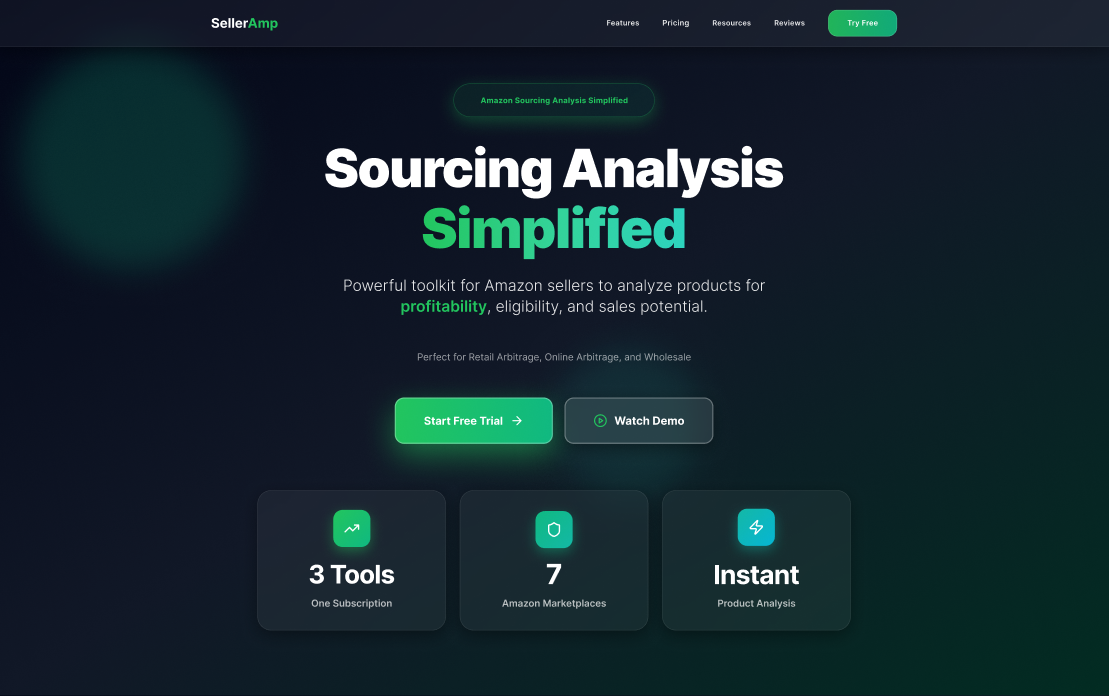 SellerAmp
Features Pricing Resources Reviews Try Free
Amazon Sourcing Analysis Simplified
Sourcing Analysis
Simplified
Powerful toolkit for Amazon sellers to analyze products for
profitability, eligibility, and sales potential.
Perfect for Retail Arbitrage, Online Arbitrage, and Wholesale
Start Free Trial
Watch Demo
3 Tools
One Subscription
7
Amazon Marketplaces
Instant
Product Analysis